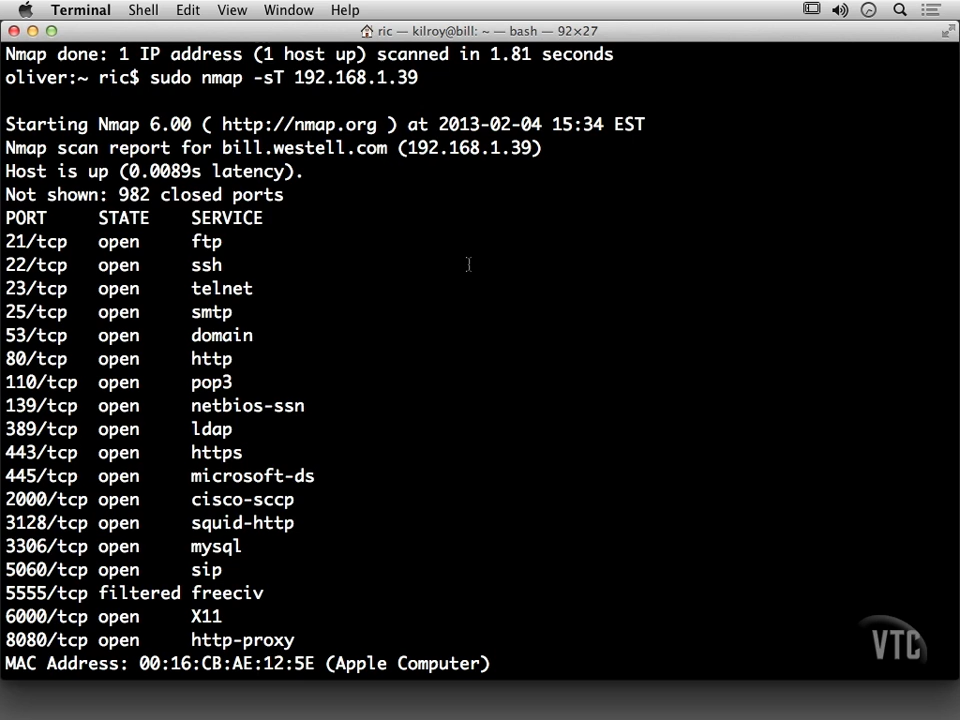 Terminal Shell Edit View Window Help
ric — kilroy@bill: ~ — bash — 92×27
Nmap done: 1 IP address (1 host up) scanned in 1.81 seconds
oliver:~ ric$ sudo nmap -sT 192.168.1.39
Starting Nmap 6.00 ( http://nmap.org ) at 2013-02-04 15:34 EST
Nmap scan report for bill.westell.com (192.168.1.39)
Host is up (0.0089s latency).
Not shown: 982 closed ports
PORT STATE SERVICE
21/tcp open ftp
22/tcp open ssh
23/tcp open telnet
25/tcp open smtp
53/tcp open domain
80/tcp open http
110/tcp open pop3
139/tcp open netbios-ssn
389/tcp open ldap
443/tcp open https
445/tcp open microsoft-ds
2000/tcp open cisco-sccp
3128/tcp open squid-http
3306/tcp open mysql
5060/tcp open sip
5555/tcp filtered freeciv
6000/tcp open X11
8080/tcp open http-proxy
MAC Address: 00:16:CB:AE:12:5E (Apple Computer)
VTC